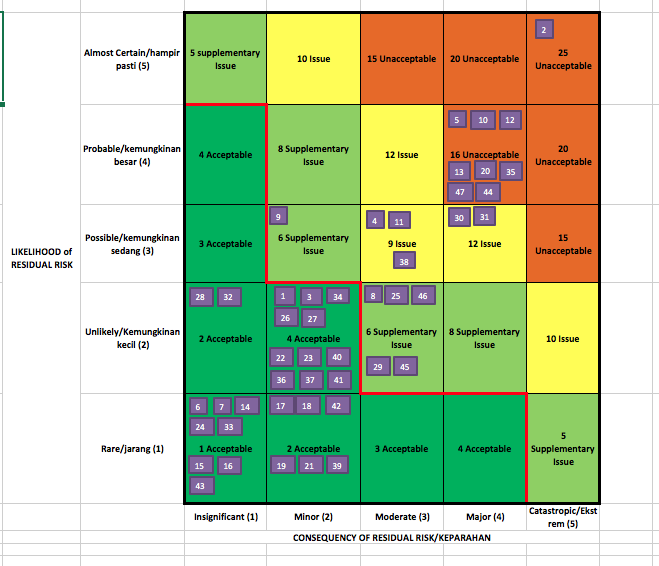 2
Almost Certain/hampir
pasti (5)
5 supplementary
Issue
10 Issue
15 Unacceptable
20 Unacceptable
25
Unacceptable
5 10 12
Probable/kemungkinan
besar (4)
4 Acceptable
8 Supplementary
Issue
12 Issue
16 Unacceptable
13 20 35
47 44
20
Unacceptable
LIKELIHOOD of
RESIDUAL RISK
Possible/kemungkinan
sedang (3)
3 Acceptable
9
6 Supplementary
Issue
4 11
9 Issue
38
30 31
12 Issue
15
Unacceptable
Unlikely/Kemungkinan
kecil (2)
28 32
2 Acceptable
1 3 34
26 27
4 Acceptable
22 23 40
36 37 41
8 25 46
6 Supplementary
Issue
29 45
8 Supplementary
Issue
10 Issue
Rare/jarang (1)
6 7 14
24 33
1 Acceptable
15 16
43
17 18 42
2 Acceptable
19 21 39
3 Acceptable
4 Acceptable
5
Supplementary
Issue
Insignificant (1)
Minor (2)
Moderate (3)
Major (4)
Catastropic/Ekst
rem (5)
CONSEQUENCY OF RESIDUAL RISK/KEPARAHAN